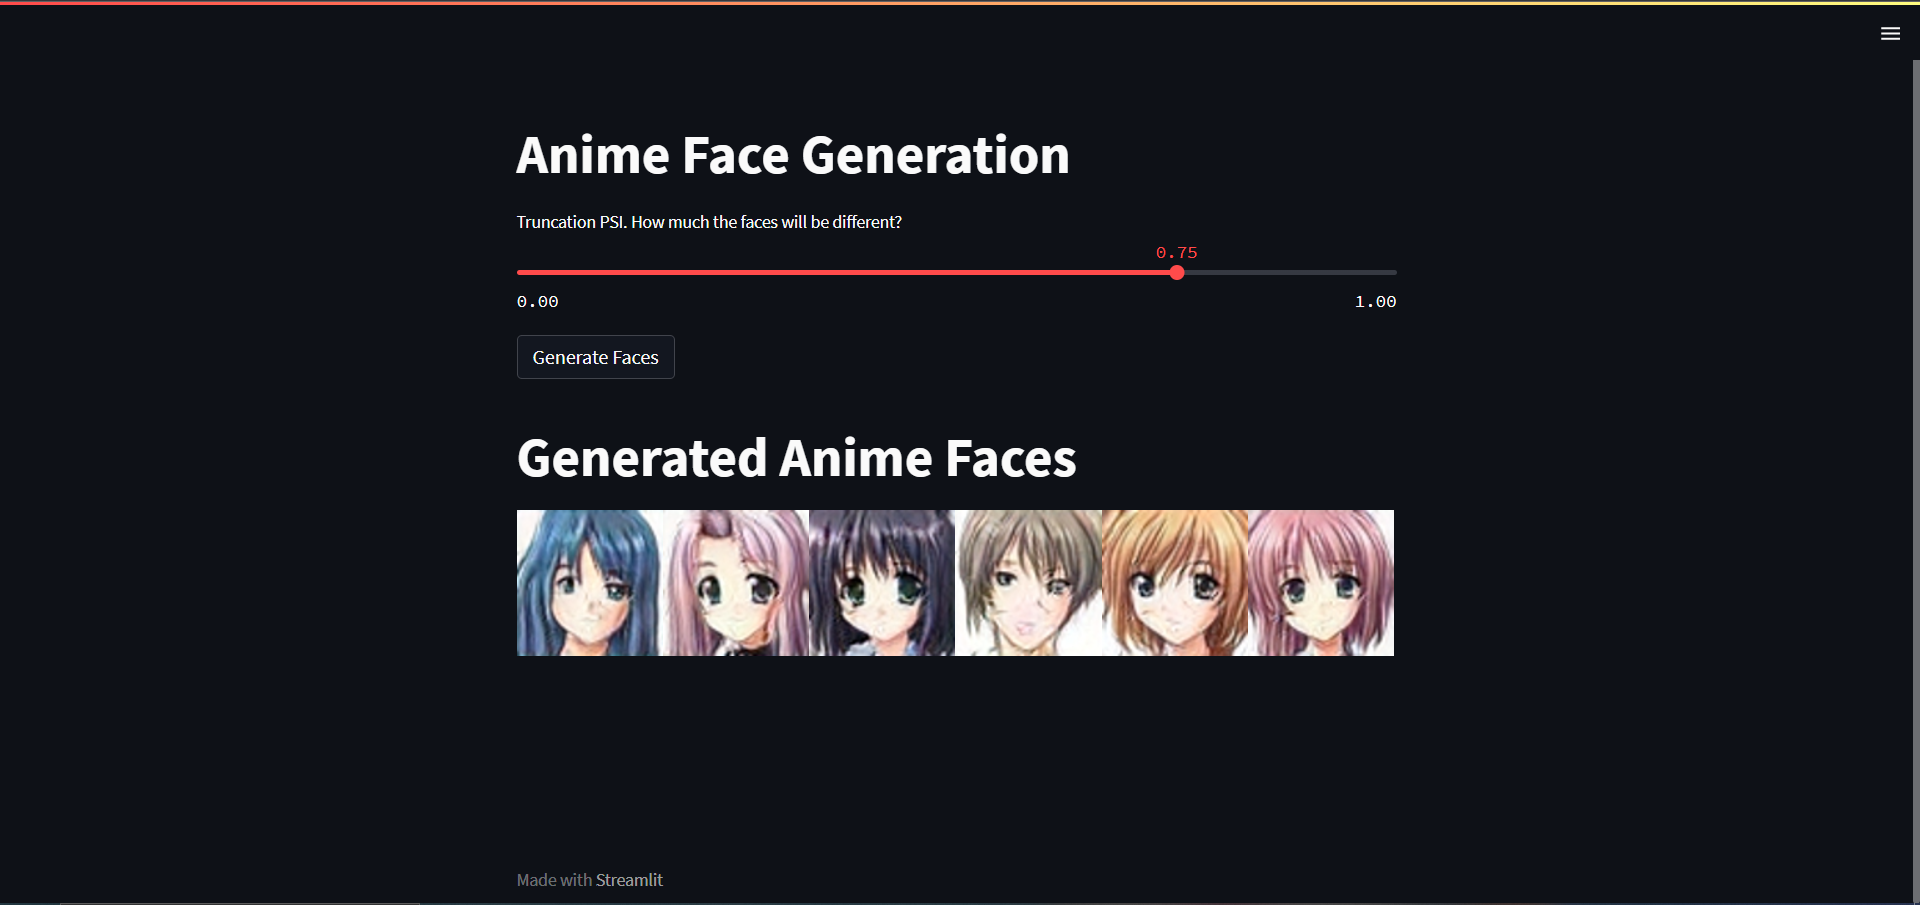 Anime Face Generation
Truncation PSI. How much the faces will be different?
0.75
0.00 1.00
Generate Faces
Generated Anime Faces
Made with Streamlit